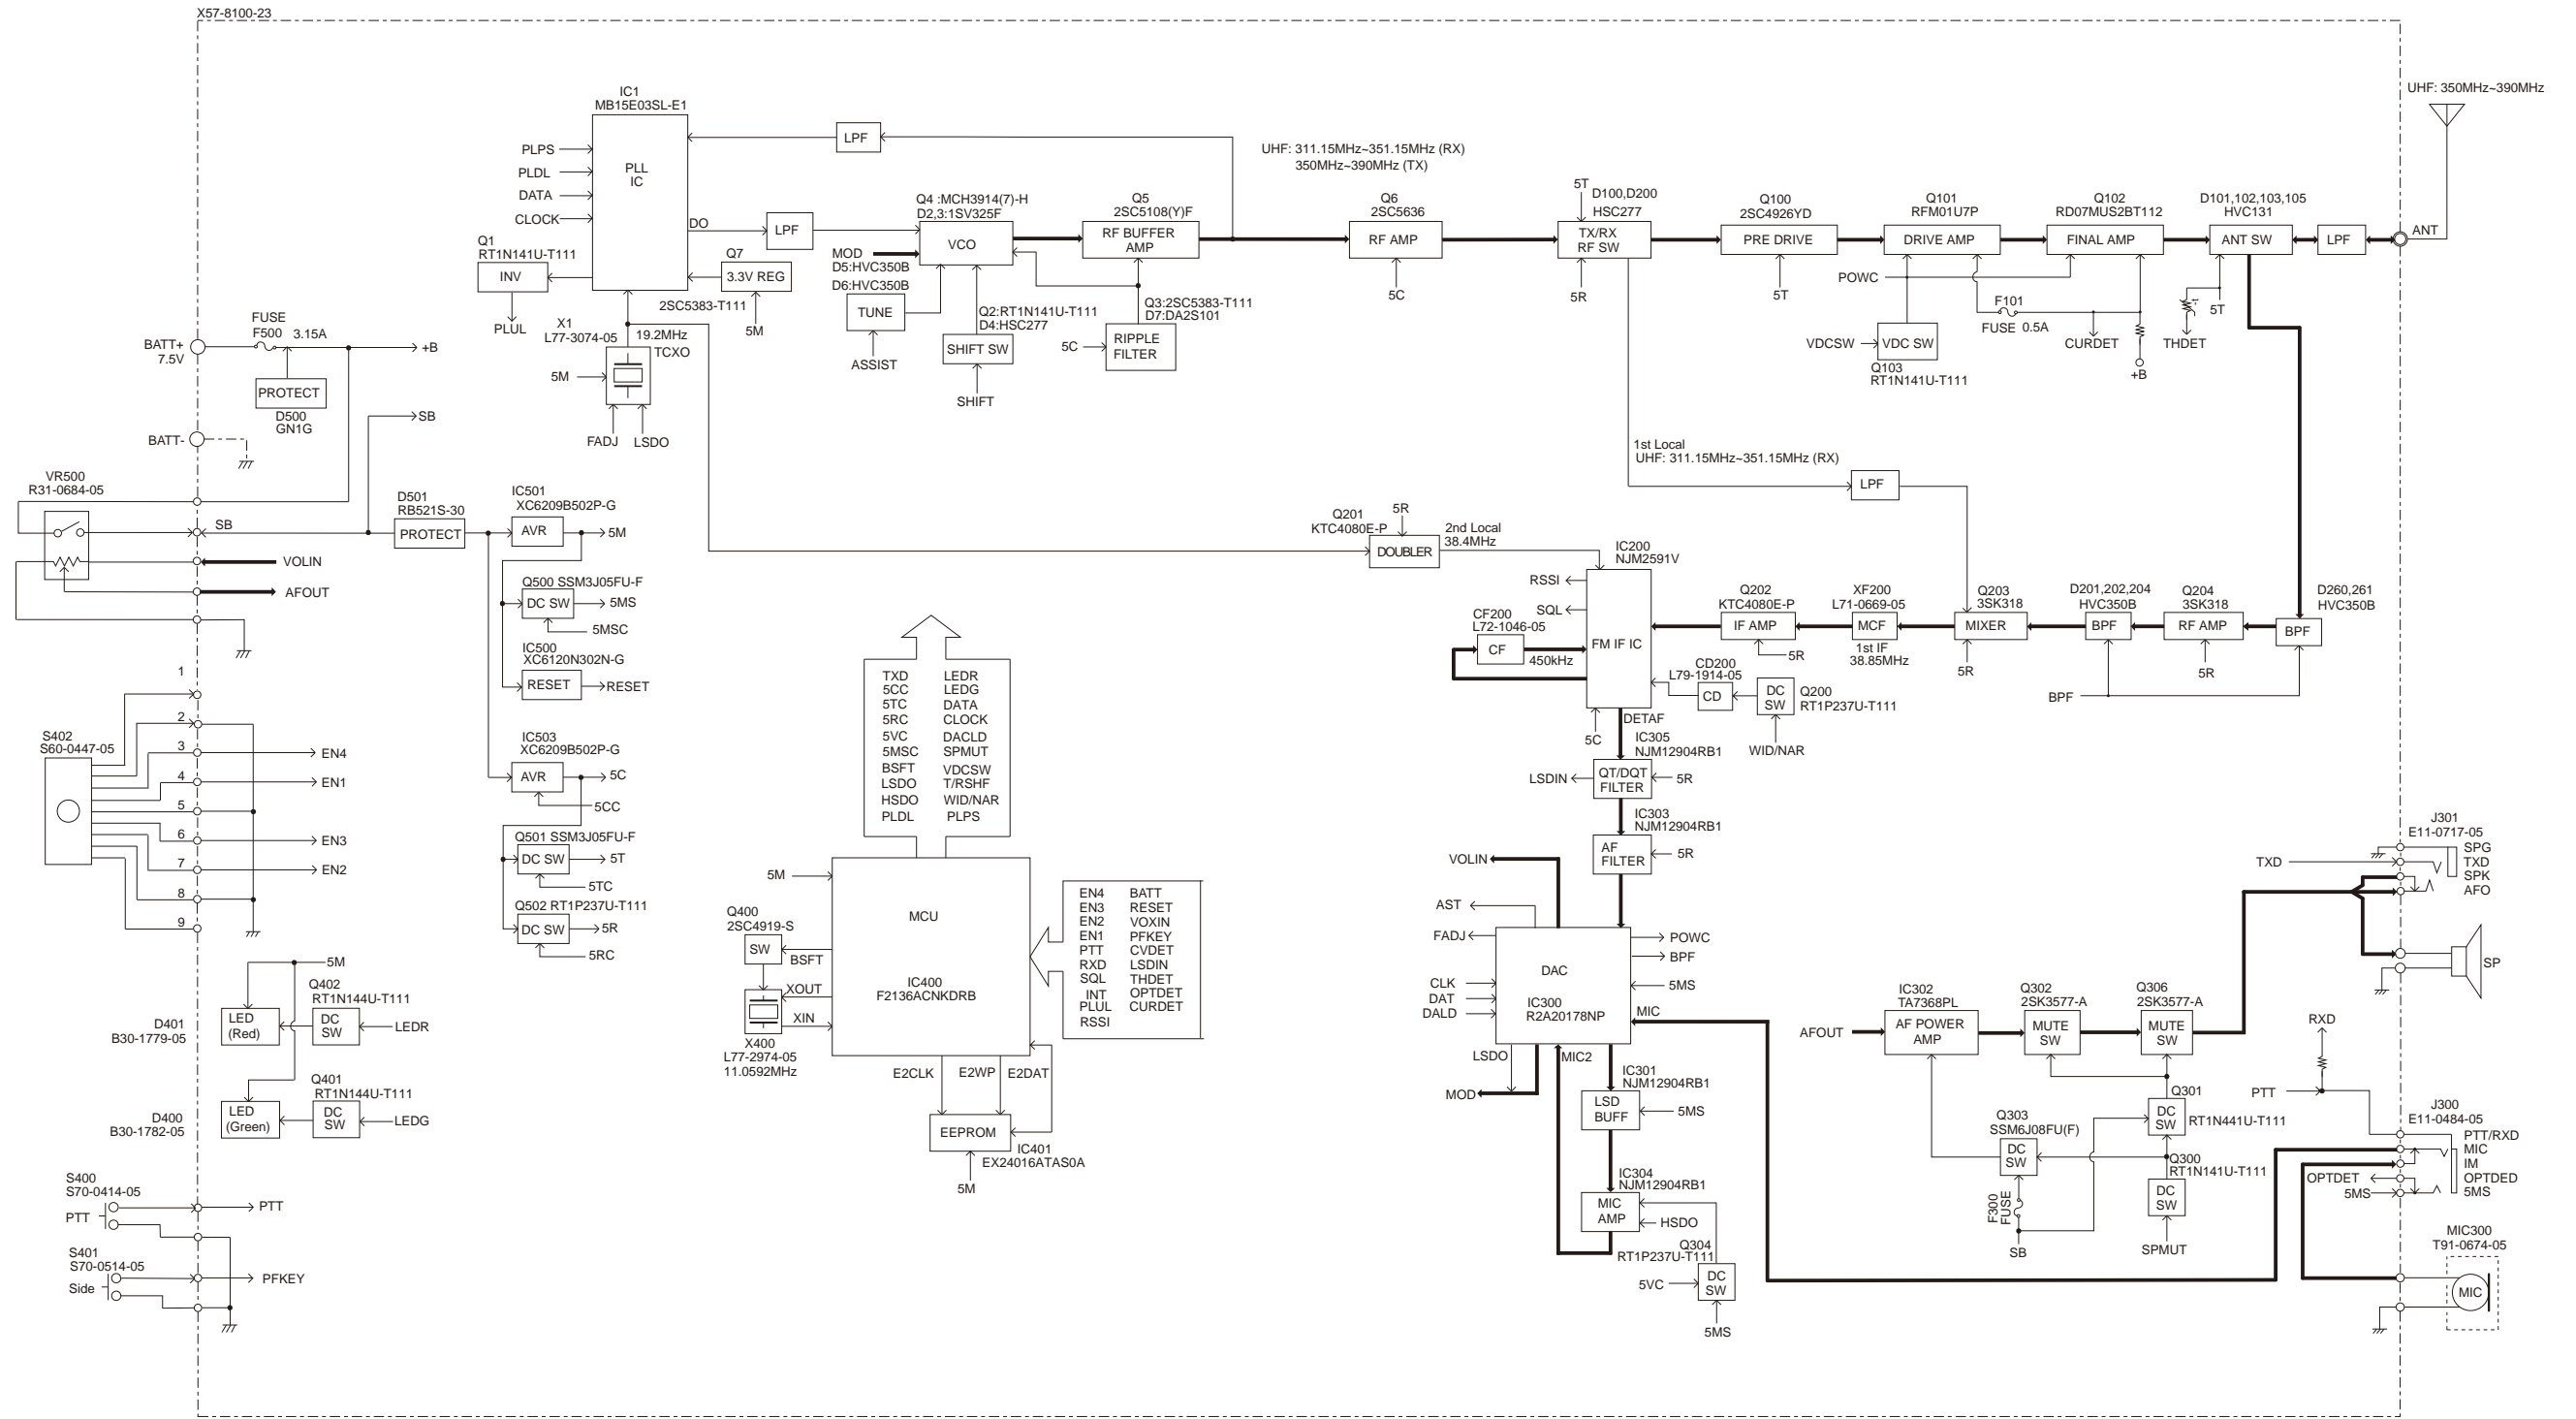 X57-8100-23
IC1
MB15E03SL-E1
PLL
IC
PLPS
PLDL
DATA
CLOCK
DO
Q1
RT1N141U-T111
INV
PLUL
LPF
LPF
Q7
3.3V REG
2SC5383-T111
5M
X1
L77-3074-05
19.2MHz
TCXO
5M
FADJ
LSDO
Q4 :MCH3914(7)-H
D2,3:1SV325F
VCO
MOD
D5:HVC350B
D6:HVC350B
TUNE
ASSIST
Q2:RT1N141U-T111
D4:HSC277
SHIFT SW
SHIFT
Q5
2SC5108(Y)F
RF BUFFER
AMP
Q3:2SC5383-T111
D7:DA2S101
5C
RIPPLE
FILTER
UHF: 311.15MHz~351.15MHz (RX)
350MHz~390MHz (TX)
Q6
2SC5636
RF AMP
5C
5T
D100,D200
HSC277
TX/RX
RF SW
5R
Q100
2SC4926YD
PRE DRIVE
5T
Q101
RFM01U7P
DRIVE AMP
Q102
RD07MUS2BT112
FINAL AMP
D101,102,103,105
HVC131
ANT SW
LPF
ANT
UHF: 350MHz~390MHz
POWC
F101
FUSE 0.5A
VDCSW
VDC SW
Q103
RT1N141U-T111
CURDET
+B
-t
5T
THDET
FUSE
F500 3.15A
BATT+
7.5V
+B
PROTECT
D500
GN1G
SB
BATT-
VR500
R31-0684-05
SB
VOLIN
AFOUT
D501
RB521S-30
PROTECT
IC501
XC6209B502P-G
AVR
5M
Q500 SSM3J05FU-F
DC SW
5MS
5MSC
IC500
XC6120N302N-G
RESET
RESET
IC503
XC6209B502P-G
AVR
5C
5CC
Q501 SSM3J05FU-F
DC SW
5T
5TC
Q502 RT1P237U-T111
DC SW
5R
5RC
1st Local
UHF: 311.15MHz~351.15MHz (RX)
LPF
Q201
KTC4080E-P
5R
DOUBLER
2nd Local
38.4MHz
IC200
NJM2591V
RSSI
SQL
FM IF IC
CF200
L72-1046-05
CF
450kHz
5C
DETAF
Q202
KTC4080E-P
IF AMP
5R
XF200
L71-0669-05
MCF
1st IF
38.85MHz
Q203
3SK318
MIXER
5R
D201,202,204
HVC350B
BPF
Q204
3SK318
RF AMP
5R
D260,261
HVC350B
BPF
BPF
CD200
L79-1914-05
CD
DC
SW
Q200
RT1P237U-T111
WID/NAR
IC305
NJM12904RB1
LSDIN
QT/DQT
FILTER
5R
IC303
NJM12904RB1
AF
FILTER
5R
S402
S60-0447-05
1
2
3
EN4
4
EN1
5
6
EN3
7
EN2
8
9
TXD LEDR
5CC LEDG
5TC DATA
5RC CLOCK
5VC DACLD
5MSC SPMUT
BSFT VDCSW
LSDO T/RSHF
HSDO WID/NAR
PLDL PLPS
5M
MCU
IC400
F2136ACNKDRB
Q400
2SC4919-S
SW
BSFT
XOUT
XIN
X400
L77-2974-05
11.0592MHz
EN4 BATT
EN3 RESET
EN2 VOXIN
EN1 PFKEY
PTT CVDET
RXD LSDIN
SQL THDET
INT OPTDET
PLUL CURDET
RSSI
E2CLK
E2WP
E2DAT
EEPROM
IC401
EX24016ATAS0A
5M
5M
Q402
RT1N144U-T111
LED
(Red)
DC
SW
LEDR
D401
B30-1779-05
Q401
RT1N144U-T111
LED
(Green)
DC
SW
LEDG
D400
B30-1782-05
S400
S70-0414-05
PTT
PTT
S401
S70-0514-05
Side
PFKEY
VOLIN
AST
FADJ
CLK
DAT
DALD
DAC
IC300
R2A20178NP
POWC
BPF
5MS
MIC
LSDO
MOD
MIC2
IC301
NJM12904RB1
LSD
BUFF
5MS
IC304
NJM12904RB1
MIC
AMP
HSDO
Q304
RT1P237U-T111
5VC
DC
SW
5MS
AFOUT
IC302
TA7368PL
AF POWER
AMP
Q302
2SK3577-A
MUTE
SW
Q306
2SK3577-A
MUTE
SW
Q301
DC
SW
RT1N441U-T111
Q303
SSM6J08FU(F)
DC
SW
Q300
RT1N141U-T111
DC
SW
F300
FUSE
SB
SPMUT
J301
E11-0717-05
SPG
TXD
TXD
SPK
AFO
SP
RXD
PTT
J300
E11-0484-05
PTT/RXD
MIC
IM
OPTDET
OPTDED
5MS
5MS
MIC300
T91-0674-05
MIC